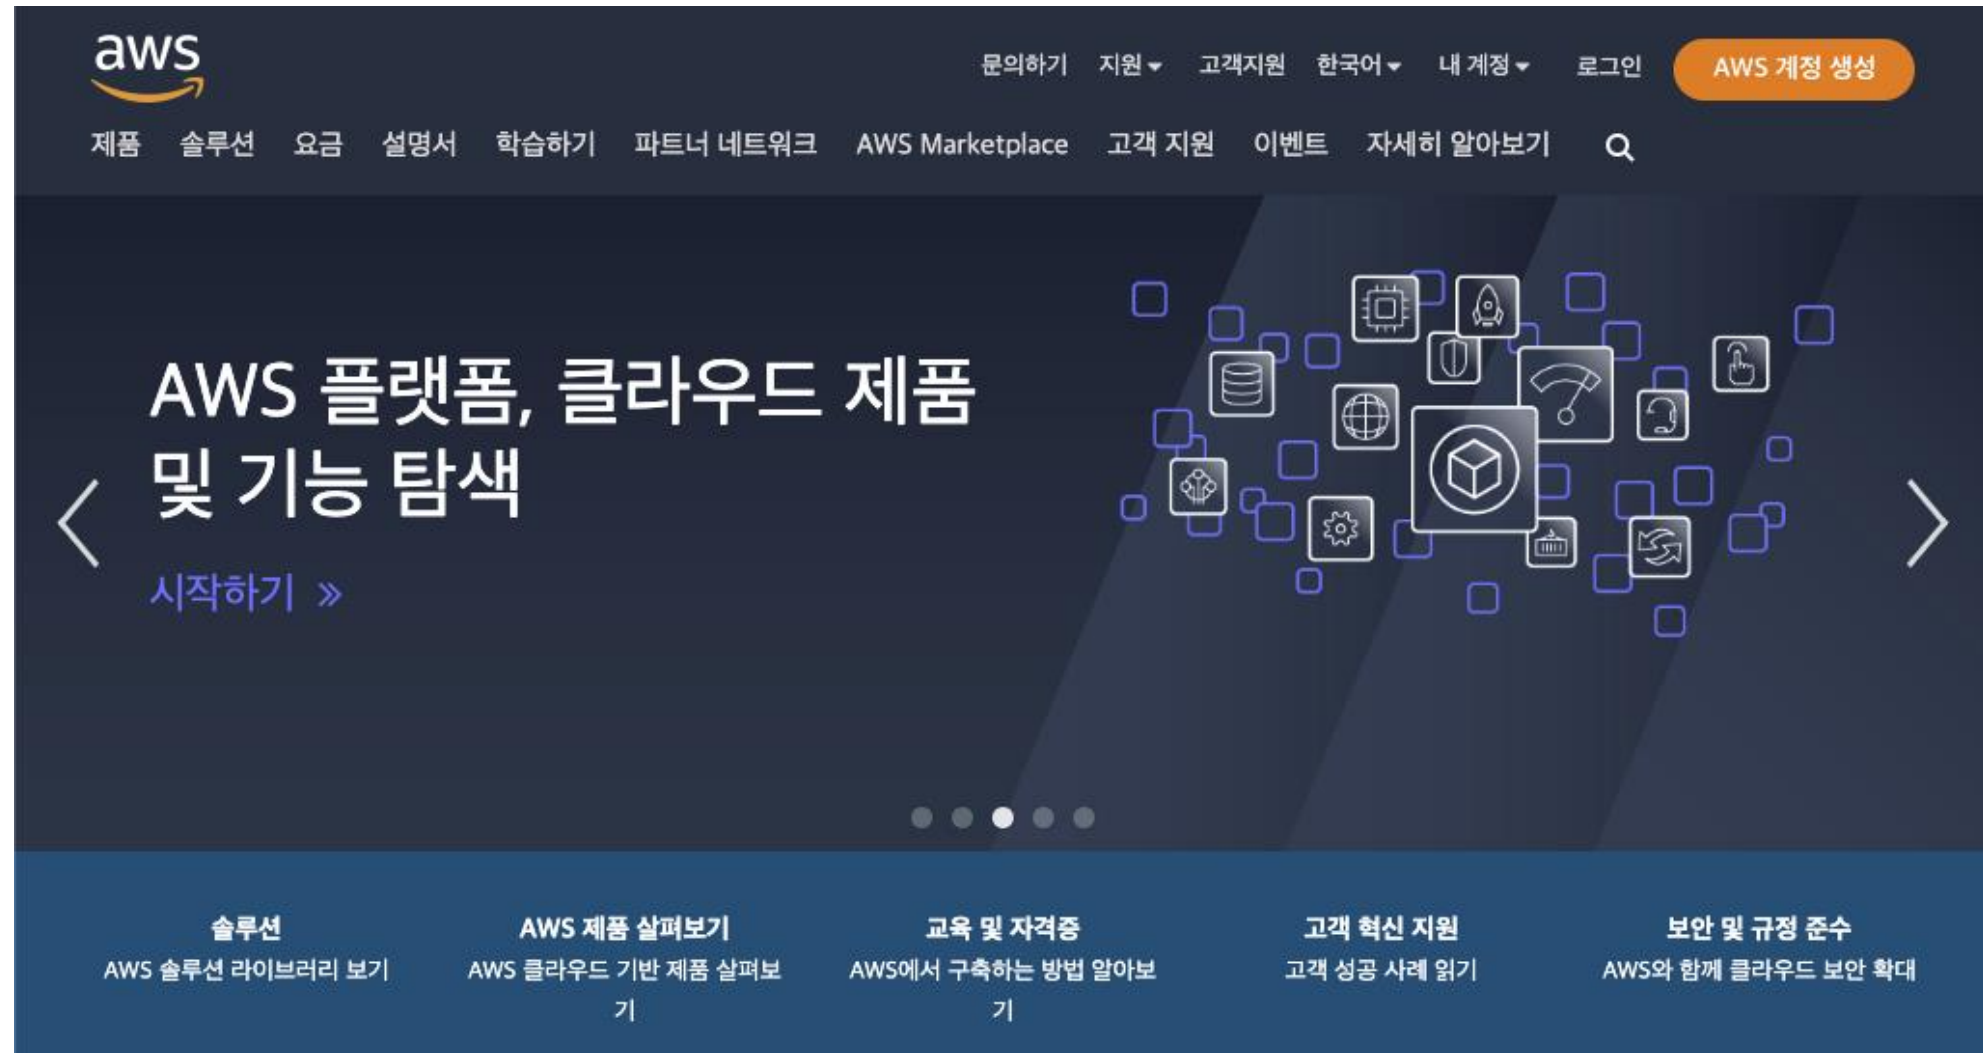 aws
문의하기 지원 고객지원 한국어 내 계정 로그인 AWS 계정 생성
제품 솔루션 요금 설명서 학습하기 파트너 네트워크 AWS Marketplace 고객 지원 이벤트 자세히 알아보기
AWS 플랫폼, 클라우드 제품
및 기능 탐색
시작하기 »
솔루션
AWS 솔루션 라이브러리 보기
AWS 제품 살펴보기
AWS 클라우드 기반 제품 살펴보
기
교육 및 자격증
AWS에서 구축하는 방법 알아보
기
고객 혁신 지원
고객 성공 사례 읽기
보안 및 규정 준수
AWS와 함께 클라우드 보안 확대